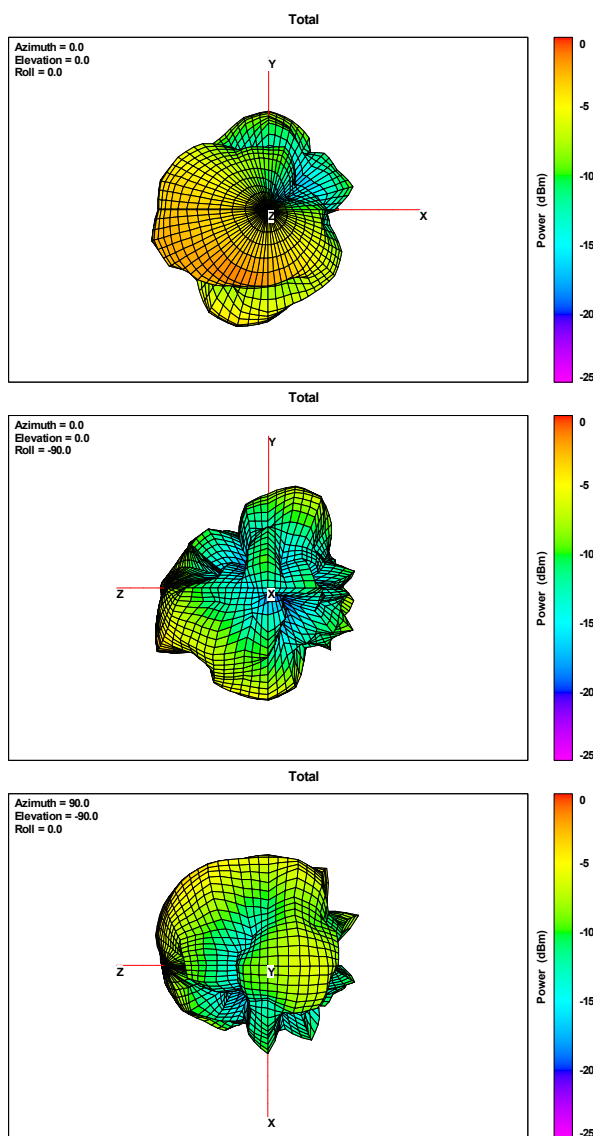 Total
Azimuth = 0.0
Elevation = 0.0
Roll = 0.0
Y
Z
X
0
-5
-10
-15
-20
-25
Power (dBm)
Total
Azimuth = 0.0
Elevation = 0.0
Roll = -90.0
Y
Z
X
0
-5
-10
-15
-20
-25
Power (dBm)
Total
Azimuth = 90.0
Elevation = -90.0
Roll = 0.0
Z
Y
X
0
-5
-10
-15
-20
-25
Power (dBm)